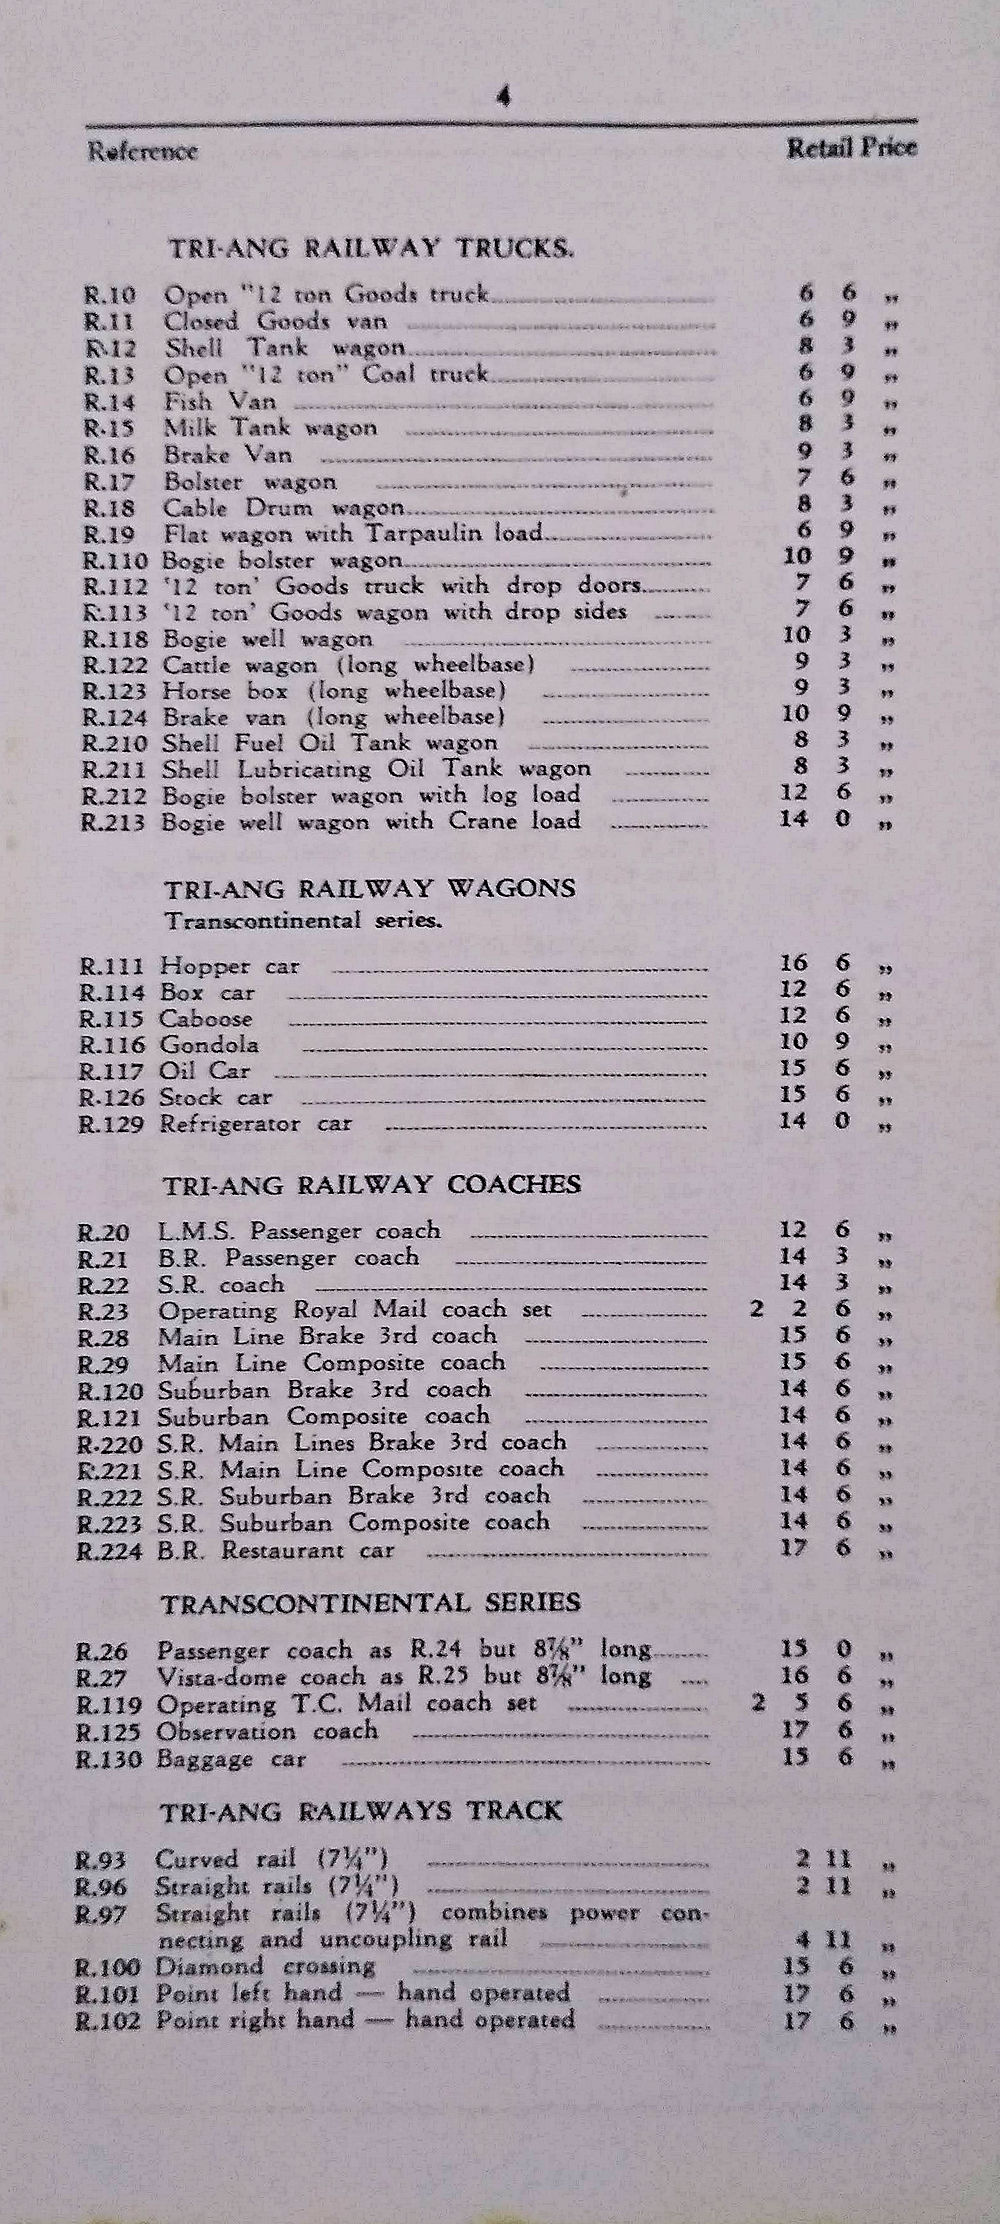 4
Reference Retail Price
TRI-ANG RAILWAY TRUCKS.
R.10 Open "12 ton Goods truck 6 6 „
R.11 Closed Goods van 6 9 „
R.12 Shell Tank wagon 8 3 „
R.13 Open "12 ton" Coal truck 6 9 „
R.14 Fish Van 6 9 „
R.15 Milk Tank wagon 8 3 „
R.16 Brake Van 9 3 „
R.17 Bolster wagon 7 6 „
R.18 Cable Drum wagon 8 3 „
R.19 Flat wagon with Tarpaulin load 6 9 „
R.110 Bogie bolster wagon 10 9 „
R.112 '12 ton' Goods truck with drop doors 7 6 „
R.113 '12 ton' Goods wagon with drop sides 7 6 „
R.118 Bogie well wagon 10 3 „
R.122 Cattle wagon (long wheelbase) 9 3 „
R.123 Horse box (long wheelbase) 9 3 „
R.124 Brake van (long wheelbase) 10 9 „
R.210 Shell Fuel Oil Tank wagon 8 3 „
R.211 Shell Lubricating Oil Tank wagon 8 3 „
R.212 Bogie bolster wagon with log load 12 6 „
R.213 Bogie well wagon with Crane load 14 0 „
TRI-ANG RAILWAY WAGONS
Transcontinental series.
R.111 Hopper car 16 6 „
R.114 Box car 12 6 „
R.115 Caboose 12 6 „
R.116 Gondola 10 9 „
R.117 Oil Car 15 6 „
R.126 Stock car 15 6 „
R.129 Refrigerator car 14 0 „
TRI-ANG RAILWAY COACHES
R.20 L.M.S. Passenger coach 12 6 „
R.21 B.R. Passenger coach 14 3 „
R.22 S.R. coach 14 3 „
R.23 Operating Royal Mail coach set 2 2 6 „
R.28 Main Line Brake 3rd coach 15 6 „
R.29 Main Line Composite coach 15 6 „
R.120 Suburban Brake 3rd coach 14 6 „
R.121 Suburban Composite coach 14 6 „
R.220 S.R. Main Lines Brake 3rd coach 14 6 „
R.221 S.R. Main Line Composite coach 14 6 „
R.222 S.R. Suburban Brake 3rd coach 14 6 „
R.223 S.R. Suburban Composite coach 14 6 „
R.224 B.R. Restaurant car 17 6 „
TRANSCONTINENTAL SERIES
R.26 Passenger coach as R.24 but 8⅞" long 15 0 „
R.27 Vista-dome coach as R.25 but 8⅞" long 16 6 „
R.119 Operating T.C. Mail coach set 2 5 6 „
R.125 Observation coach 17 6 „
R.130 Baggage car 15 6 „
TRI-ANG RAILWAYS TRACK
R.93 Curved rail (7¼") 2 11 „
R.96 Straight rails (7¼") 2 11 „
R.97 Straight rails (7¼") combines power con-
necting and uncoupling rail 4 11 „
R.100 Diamond crossing 15 6 „
R.101 Point left hand — hand operated 17 6 „
R.102 Point right hand — hand operated 17 6 „